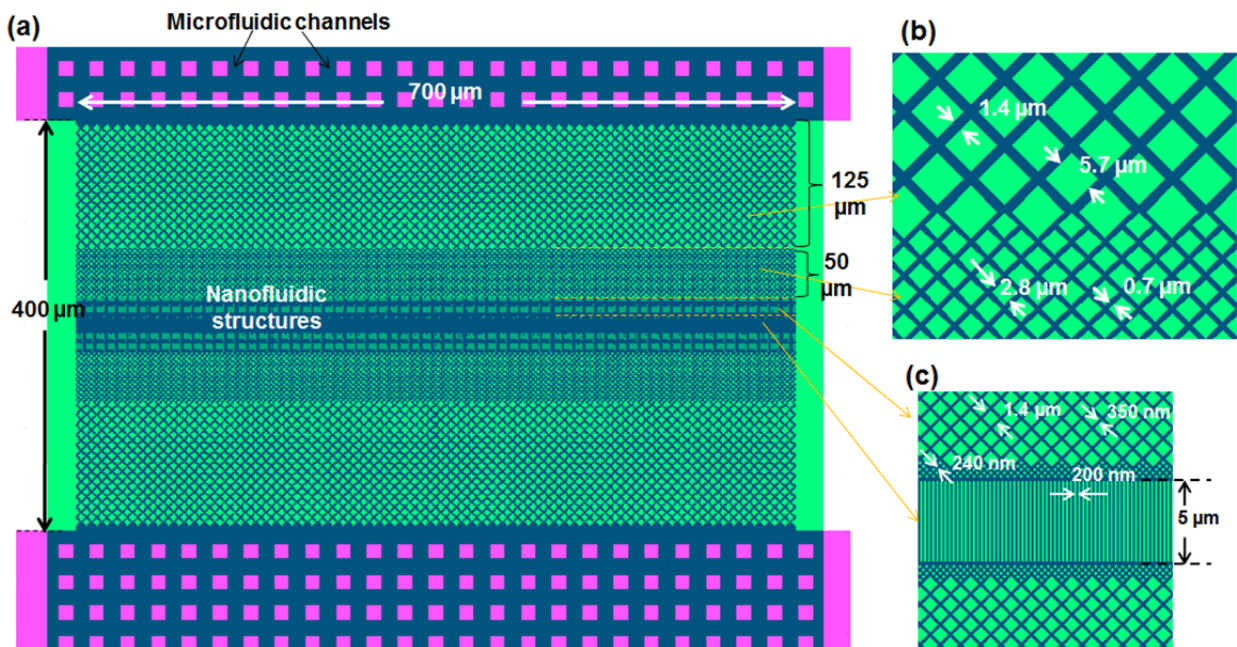 (a)
Microfluidic channels
700 µm
400 µm
125
µm
50
µm
Nanofluidic
structures
(b)
1.4 µm
5.7 µm
2.8 µm
0.7 µm
(c)
1.4 µm
350 nm
240 nm
200 nm
5 µm